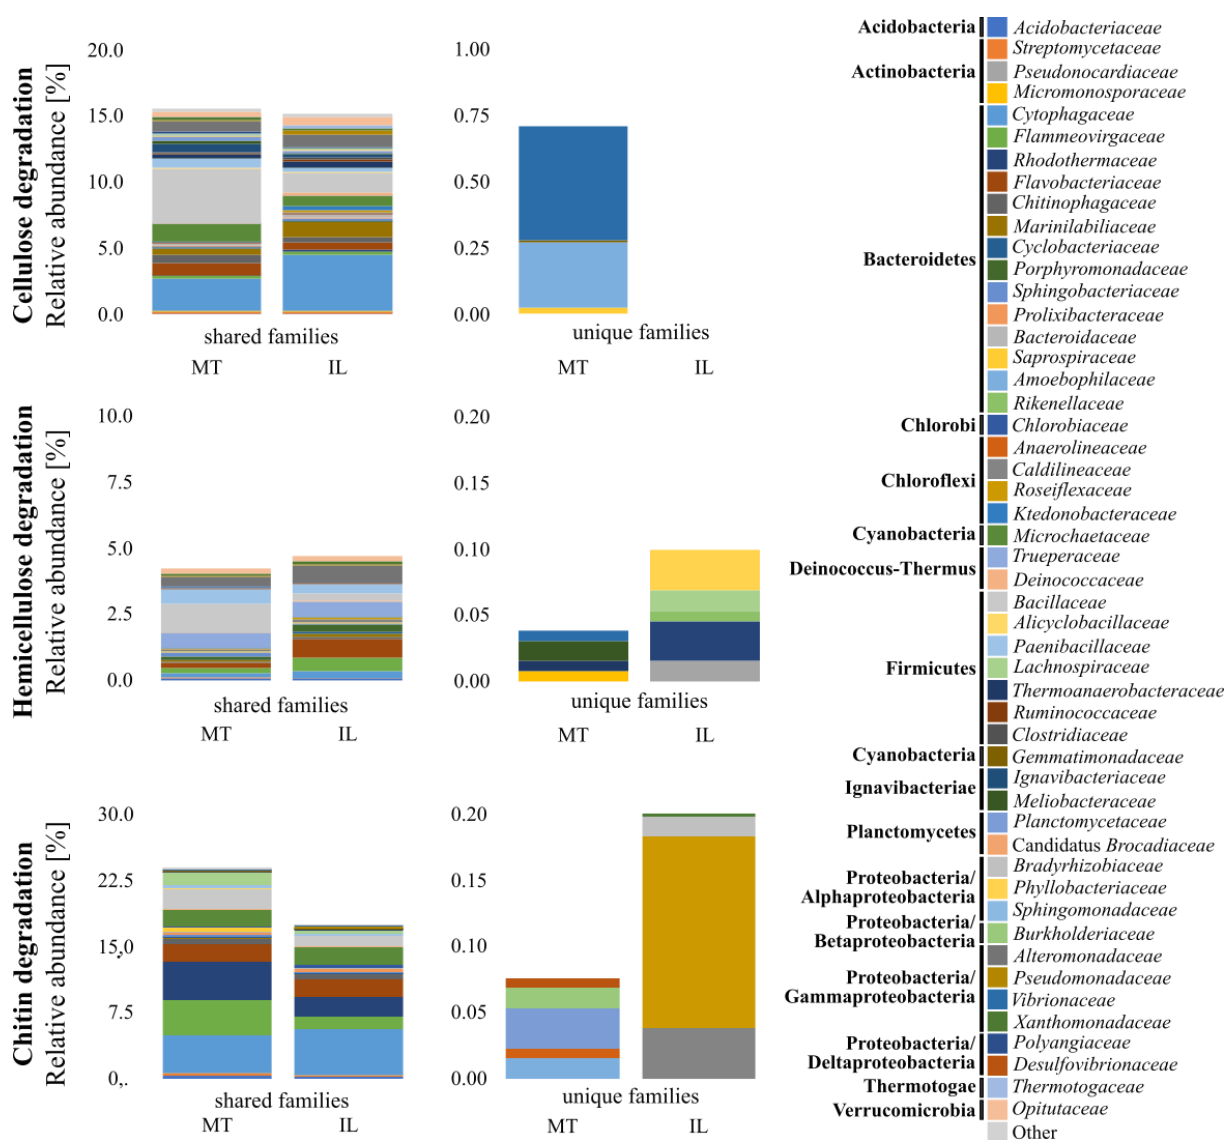 Cellulose degradation
Relative abundance [%]
20.0
15.0
10.0
5.0
0.0
shared families
MT
IL
1.00
0.75
0.50
0.25
0.00
unique families
MT
IL
Hemicellulose degradation
Relative abundance [%]
10.0
7.5
5.0
2.5
0.0
shared families
MT
IL
0.20
0.15
0.10
0.05
0.00
unique families
MT
IL
Chitin degradation
Relative abundance [%]
30.0
22.5
15,.
7.5
0,.
shared families
MT
IL
0.20
0.15
0.10
0.05
0.00
unique families
MT
IL
Acidobacteria
Acidobacteriaceae
Actinobacteria
Streptomycetaceae
Pseudonocardiaceae
Micromonosporaceae
Bacteroidetes
Cytophagaceae
Flammeovirgaceae
Rhodothermaceae
Flavobacteriaceae
Chitinophagaceae
Marinilabiliaceae
Cyclobacteriaceae
Porphyromonadaceae
Sphingobacteriaceae
Prolixibacteraceae
Bacteroidaceae
Saprospiraceae
Amoebophilaceae
Rikenellaceae
Chlorobi
Chlorobiaceae
Chloroflexi
Anaerolineaceae
Caldilineaceae
Roseiflexaceae
Ktedonobacteraceae
Cyanobacteria
Microchaetaceae
Deinococcus-Thermus
Trueperaceae
Deinococcaceae
Firmicutes
Bacillaceae
Alicyclobacillaceae
Paenibacillaceae
Lachnospiraceae
Thermoanaerobacteraceae
Ruminococcaceae
Clostridiaceae
Cyanobacteria
Gemmatimonadaceae
Ignavibacteriae
Ignavibacteriaceae
Meliobacteraceae
Planctomycetes
Planctomycetaceae
Candidatus Brocadiaceae
Proteobacteria/
Alphaproteobacteria
Bradyrhizobiaceae
Phyllobacteriaceae
Sphingomonadaceae
Proteobacteria/
Betaproteobacteria
Burkholderiaceae
Proteobacteria/
Gammaproteobacteria
Alteromonadaceae
Pseudomonadaceae
Vibrionaceae
Xanthomonadaceae
Proteobacteria/
Deltaproteobacteria
Polyangiaceae
Desulfovibrionaceae
Thermotogae
Thermotogaceae
Verrucomicrobia
Opitutaceae
Other